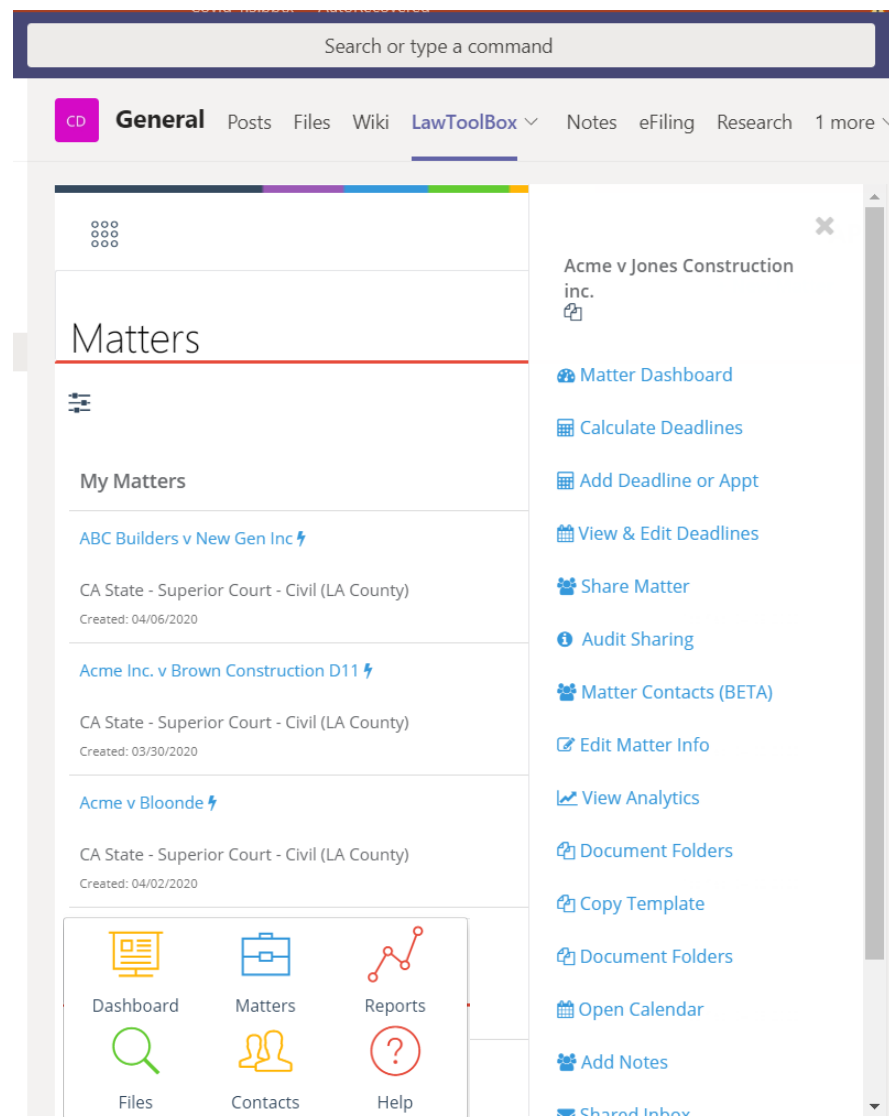 Search or type a command
CD General Posts Files Wiki LawToolBox Notes eFiling Research 1 more
Matters
My Matters
ABC Builders v New Gen Inc
CA State - Superior Court - Civil (LA County)
Created: 04/06/2020
Acme Inc. v Brown Construction D11
CA State - Superior Court - Civil (LA County)
Created: 03/30/2020
Acme v Bloonde
CA State - Superior Court - Civil (LA County)
Created: 04/02/2020
Dashboard Matters Reports
Files Contacts Help
Acme v Jones Construction
inc.
Matter Dashboard
Calculate Deadlines
Add Deadline or Appt
View & Edit Deadlines
Share Matter
Audit Sharing
Matter Contacts (BETA)
Edit Matter Info
View Analytics
Document Folders
Copy Template
Document Folders
Open Calendar
Add Notes
Shared Inbox